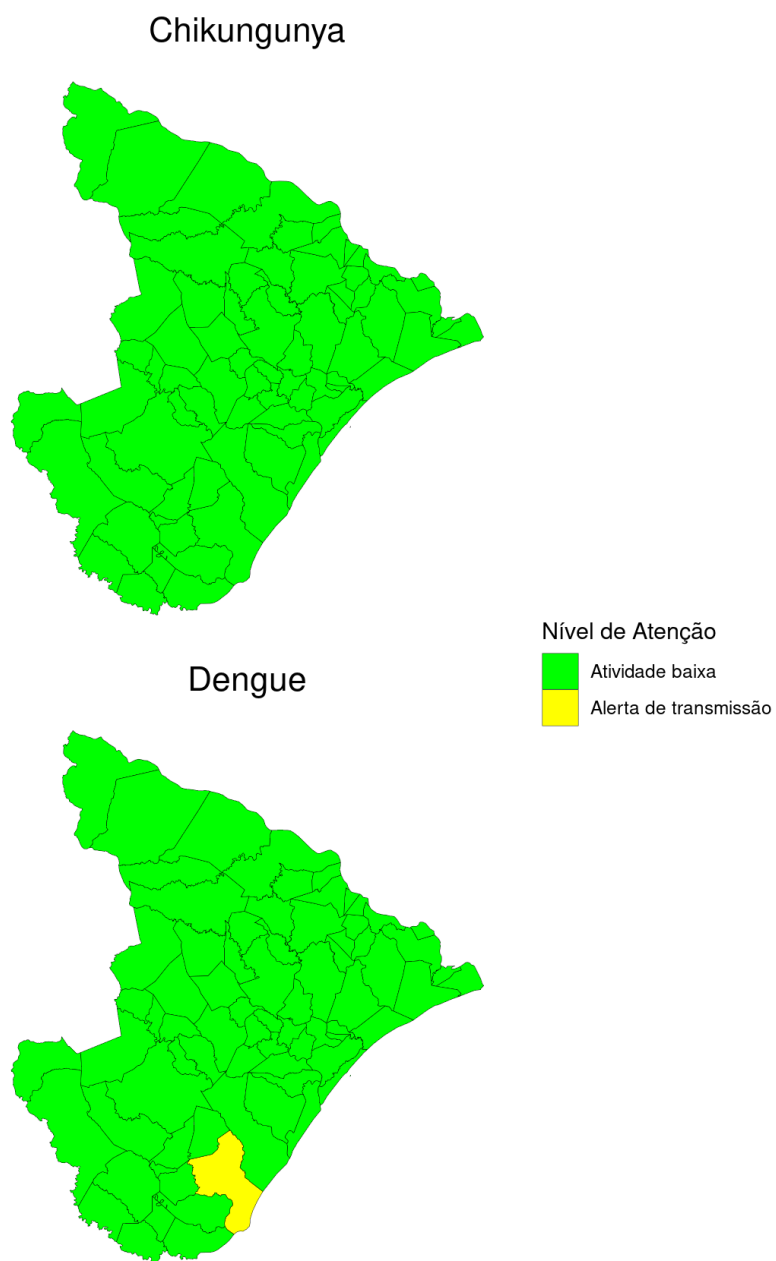 Chikungunya
Nível de Atenção
Atividade baixa
Alerta de transmissão
Dengue